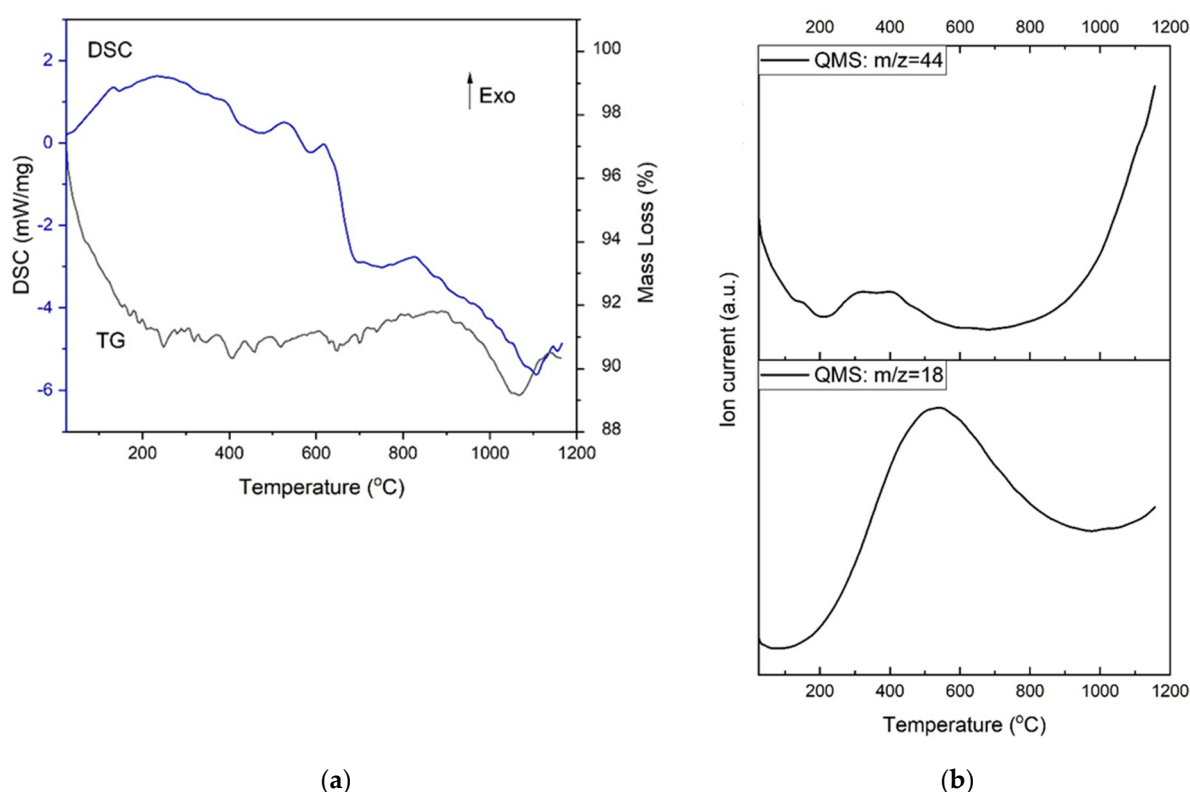 DSC
Exo
TG
2
0
-2
-4
-6
DSC (mW/mg)
100
98
96
94
92
90
88
Mass Loss (%)
200 400 600 800 1000 1200
Temperature (°C)
(a)
200 400 600 800 1000 1200
QMS: m/z=44
QMS: m/z=18
Ion current (a.u.)
200 400 600 800 1000 1200
Temperature (°C)
(b)